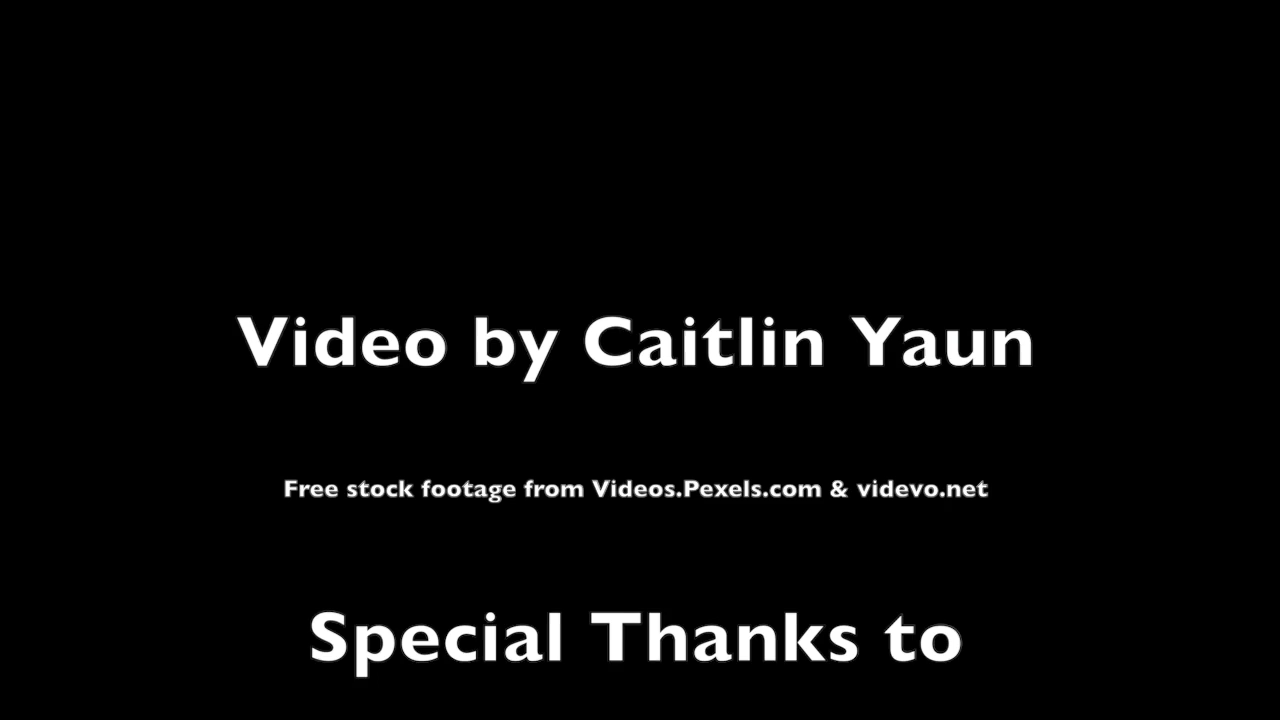 Video by Caitlin Yaun
Free stock footage from Videos.Pexels.com & videvo.net
Special Thanks to